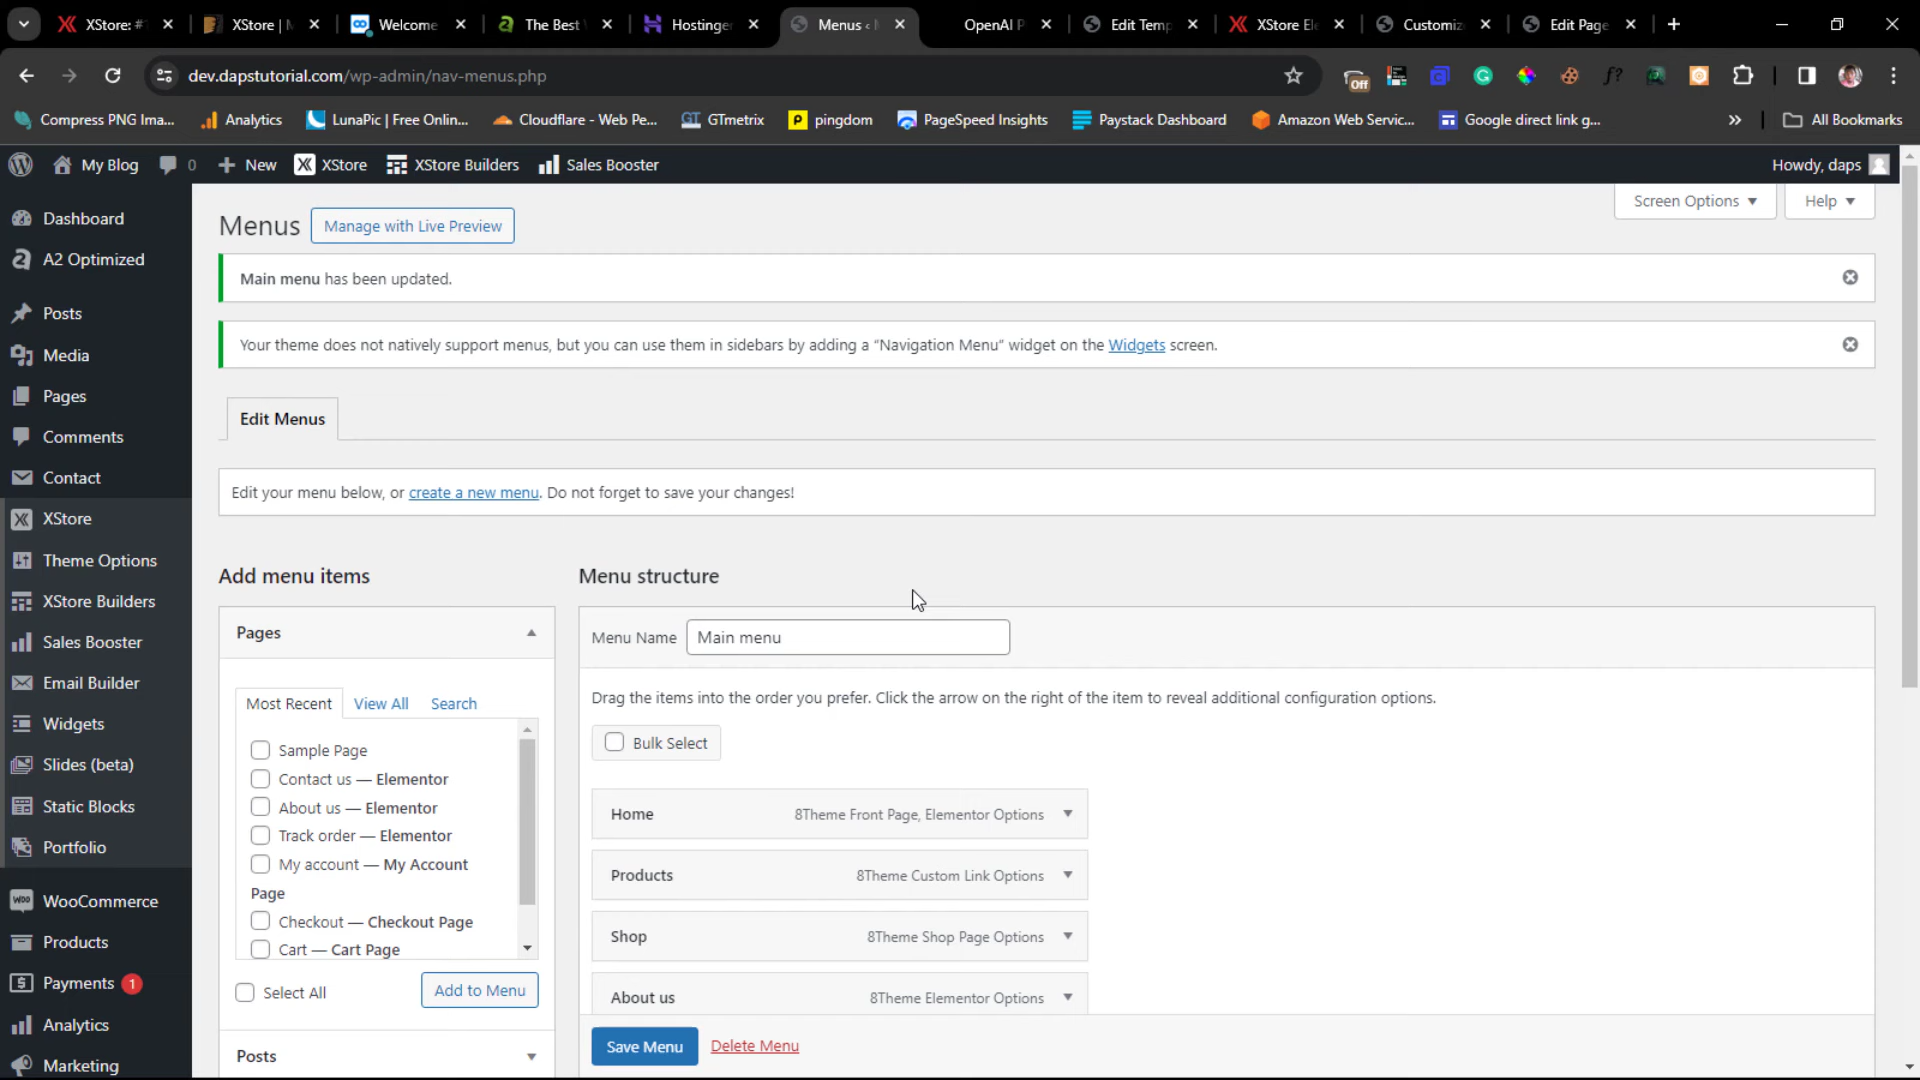 XStore: #
XStore | M
Welcome
The Best
Hostinger
Menus ‹
OpenAI P
Edit Temp
XStore El
Customiz
Edit Page
dev.dapstutorial.com/wp-admin/nav-menus.php
Off
f?
Compress PNG Ima...
Analytics
LunaPic | Free Onlin...
Cloudflare - Web Pe...
GTmetrix
pingdom
PageSpeed Insights
Paystack Dashboard
Amazon Web Servic...
Google direct link g...
»
All Bookmarks
My Blog
0
New
XStore
XStore Builders
Sales Booster
Howdy, daps
Dashboard
A2 Optimized
Posts
Media
Pages
Comments
Contact
XStore
Theme Options
XStore Builders
Sales Booster
Email Builder
Widgets
Slides (beta)
Static Blocks
Portfolio
WooCommerce
Products
Payments 1
Analytics
Marketing
Screen Options
Help
Menus
Manage with Live Preview
Main menu has been updated.
Your theme does not natively support menus, but you can use them in sidebars by adding a “Navigation Menu” widget on the Widgets screen.
Edit Menus
Edit your menu below, or create a new menu. Do not forget to save your changes!
Add menu items
Pages
Most Recent
View All
Search
Sample Page
Contact us — Elementor
About us — Elementor
Track order — Elementor
My account — My Account
Page
Checkout — Checkout Page
Cart — Cart Page
Select All
Add to Menu
Posts
Menu structure
Menu Name
Main menu
Drag the items into the order you prefer. Click the arrow on the right of the item to reveal additional configuration options.
Bulk Select
Home
8Theme Front Page, Elementor Options
Products
8Theme Custom Link Options
Shop
8Theme Shop Page Options
About us
8Theme Elementor Options
Save Menu
Delete Menu